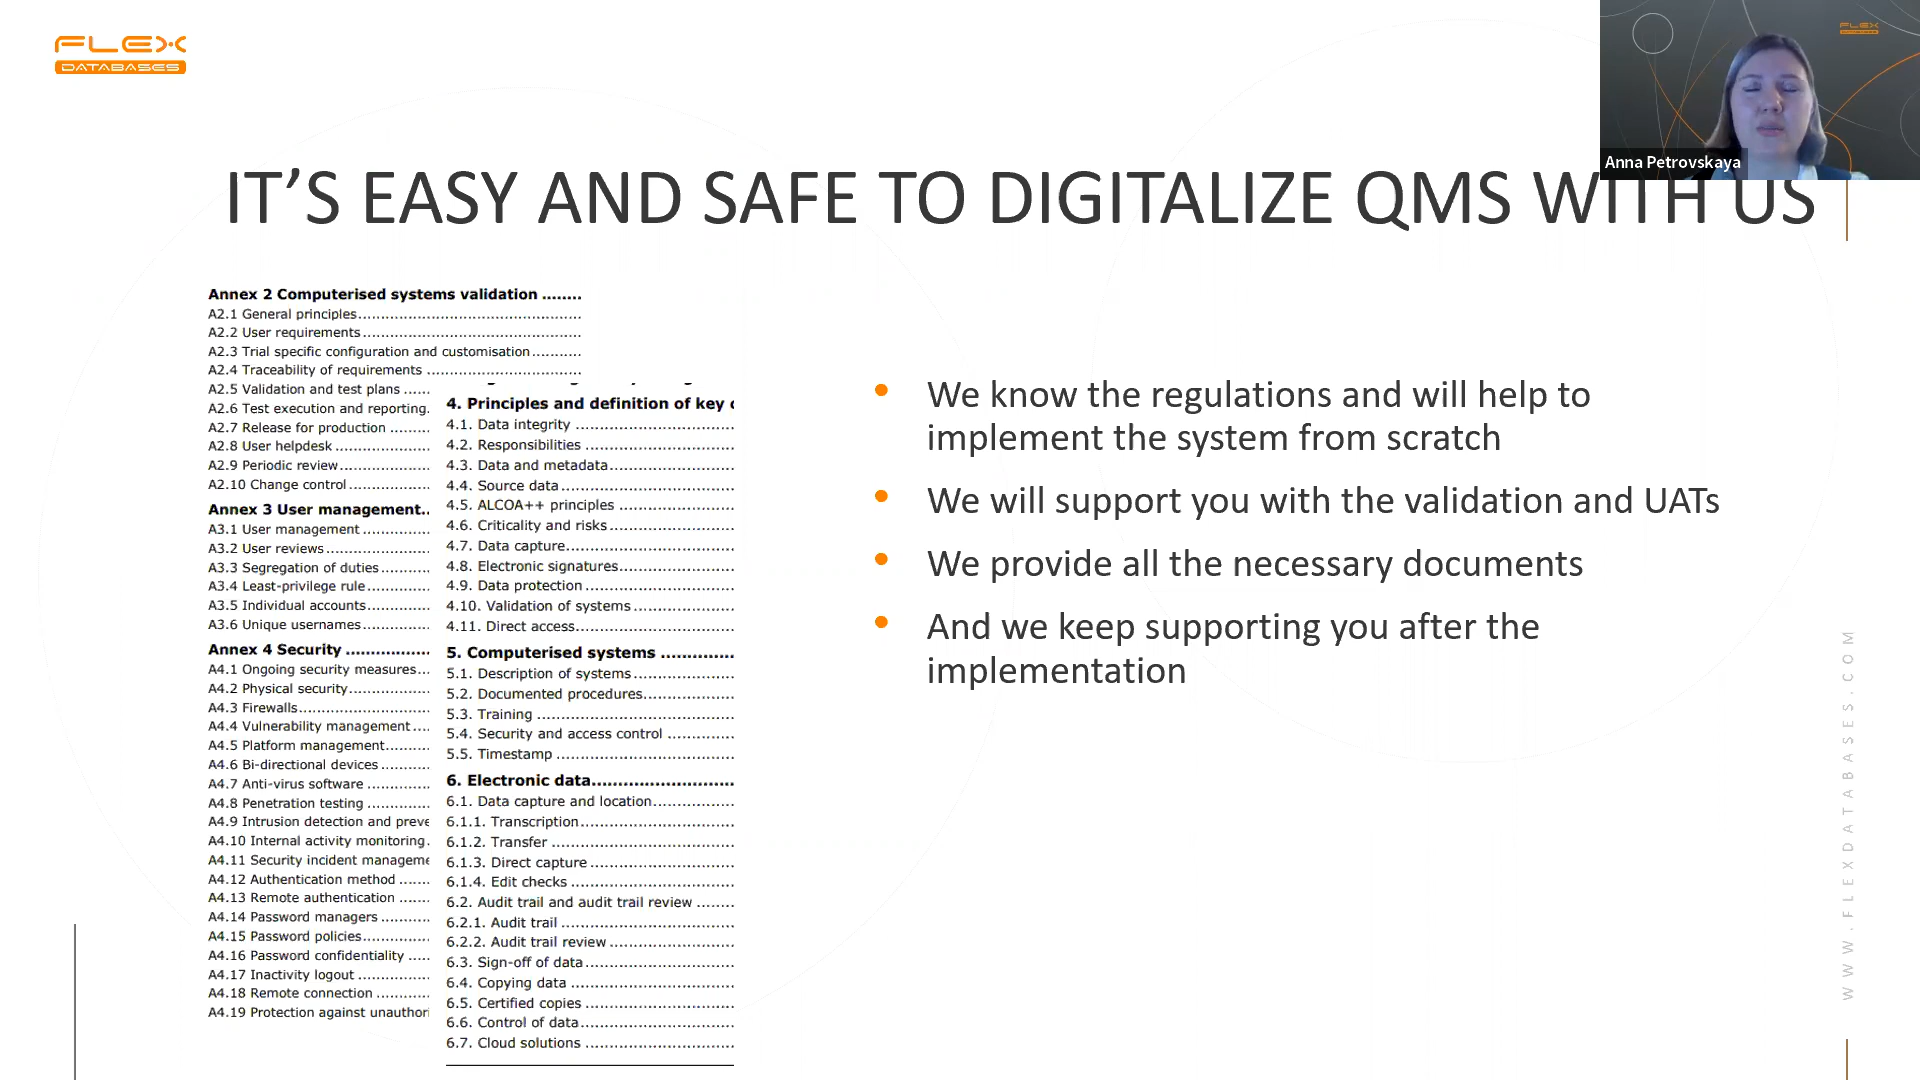 FLEX
DATABASES
FLEX
Anna Petrovskaya
IT’S EASY AND SAFE TO DIGITALIZE QMS WITH US
Annex 2 Computerised systems validation ........
A2.1 General principles..................................................
A2.2 User requirements.................................................
A2.3 Trial specific configuration and customisation...........
A2.4 Traceability of requirements ..................................
A2.5 Validation and test plans ......
A2.6 Test execution and reporting.
A2.7 Release for production .........
A2.8 User helpdesk .....................
A2.9 Periodic review....................
A2.10 Change control ..................
Annex 3 User management..
A3.1 User management ...............
A3.2 User reviews .......................
A3.3 Segregation of duties ...........
A3.4 Least-privilege rule..............
A3.5 Individual accounts..............
A3.6 Unique usernames...............
Annex 4 Security ..................
A4.1 Ongoing security measures...
A4.2 Physical security..................
A4.3 Firewalls.............................
A4.4 Vulnerability management ....
A4.5 Platform management..........
A4.6 Bi-directional devices ...........
A4.7 Anti-virus software ..............
A4.8 Penetration testing ..............
A4.9 Intrusion detection and preve
A4.10 Internal activity monitoring.
A4.11 Security incident manageme
A4.12 Authentication method .......
A4.13 Remote authentication .......
A4.14 Password managers ...........
A4.15 Password policies...............
A4.16 Password confidentiality .....
A4.17 Inactivity logout ................
A4.18 Remote connection ............
A4.19 Protection against unauthori
4. Principles and definition of key c
4.1. Data integrity ...................................
4.2. Responsibilities .................................
4.3. Data and metadata............................
4.4. Source data......................................
4.5. ALCOA++ principles .........................
4.6. Criticality and risks............................
4.7. Data capture.....................................
4.8. Electronic signatures..........................
4.9. Data protection .................................
4.10. Validation of systems .......................
4.11. Direct access...................................
5. Computerised systems ..............
5.1. Description of systems.......................
5.2. Documented procedures....................
5.3. Training ...........................................
5.4. Security and access control ...............
5.5. Timestamp .......................................
6. Electronic data...........................
6.1. Data capture and location..................
6.1.1. Transcription..................................
6.1.2. Transfer ........................................
6.1.3. Direct capture ................................
6.1.4. Edit checks ....................................
6.2. Audit trail and audit trail review ........
6.2.1. Audit trail ......................................
6.2.2. Audit trail review ............................
6.3. Sign-off of data.................................
6.4. Copying data ....................................
6.5. Certified copies .................................
6.6. Control of data..................................
6.7. Cloud solutions .................................
• We know the regulations and will help to
implement the system from scratch
• We will support you with the validation and UATs
• We provide all the necessary documents
• And we keep supporting you after the
implementation
WWW.FLEXDATABASES.COM